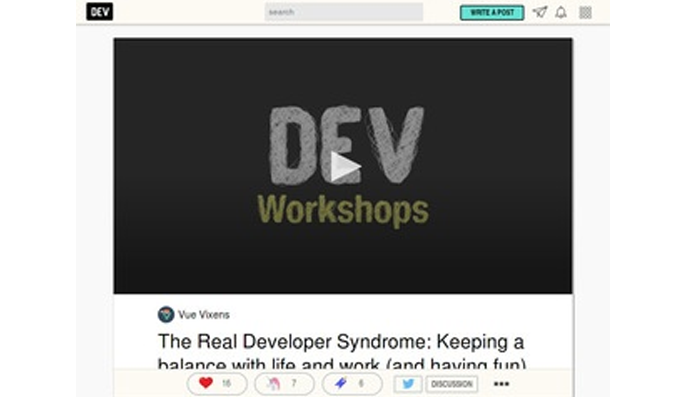 DEV
search
WRITE A POST
DEV
Workshops
Vue Vixens
The Real Developer Syndrome: Keeping a
balance with life and work (and having fun)
16
7
6
DISCUSSION